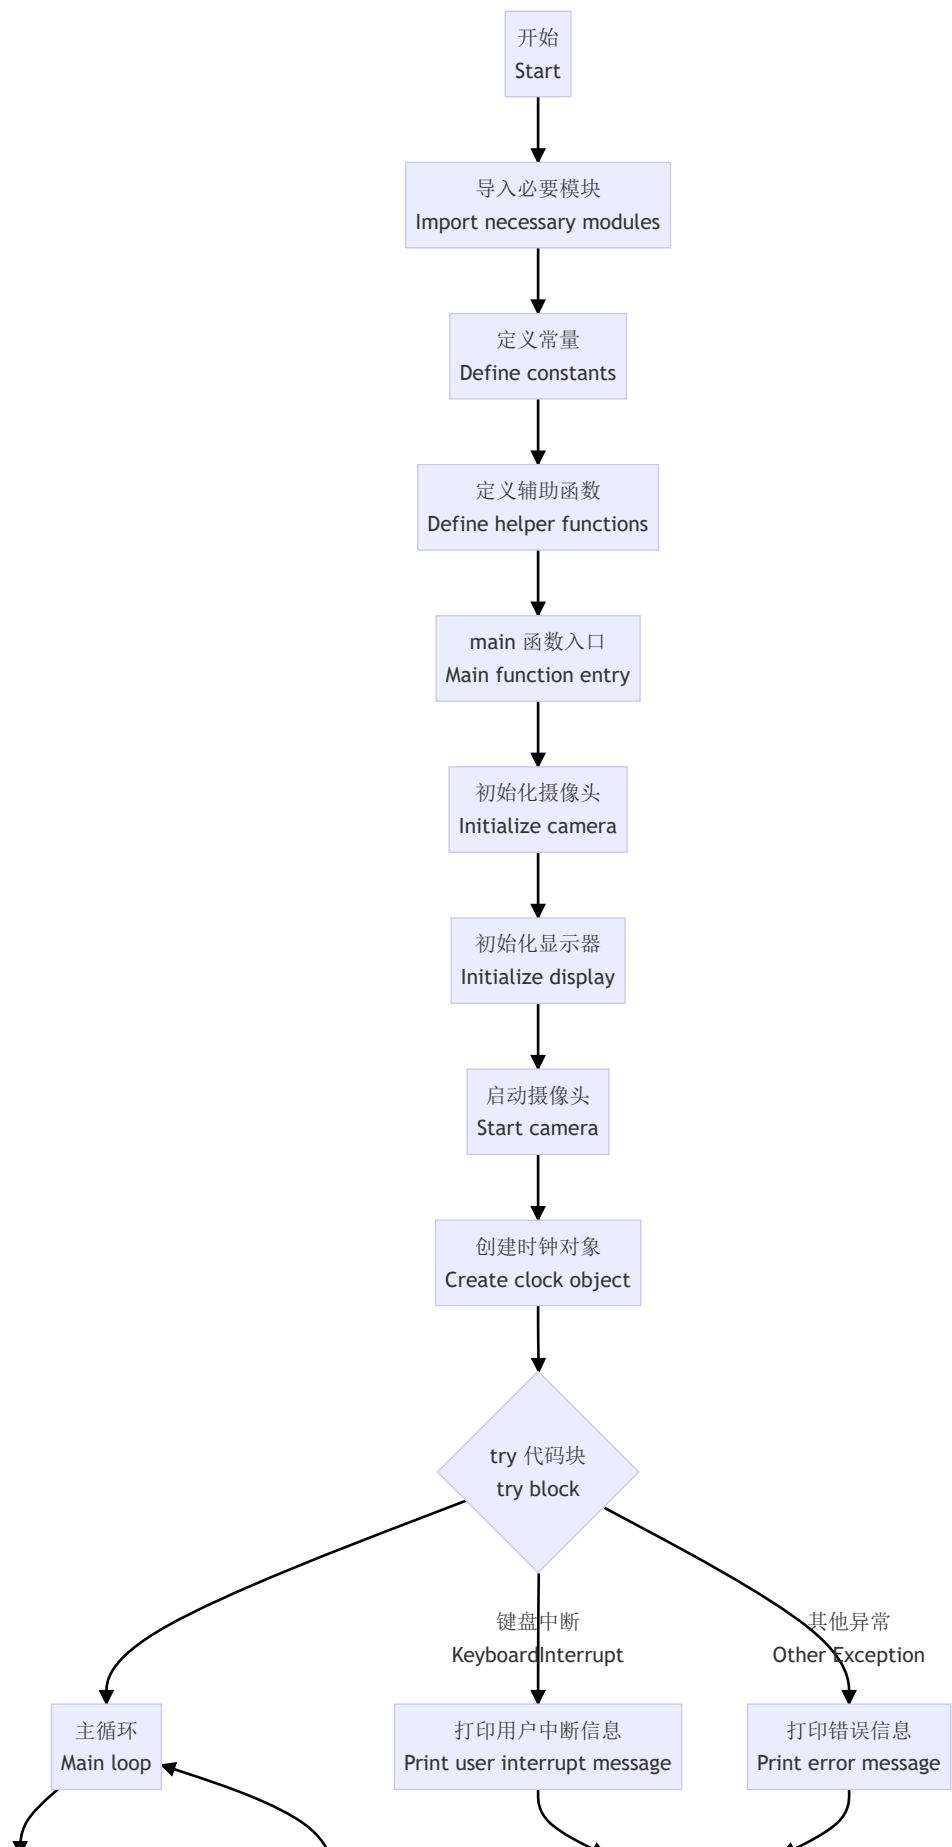 开始
Start
导入必要模块
Import necessary modules
定义常量
Define constants
定义辅助函数
Define helper functions
main 函数入口
Main function entry
初始化摄像头
Initialize camera
初始化显示器
Initialize display
启动摄像头
Start camera
创建时钟对象
Create clock object
try 代码块
try block
键盘中断
KeyboardInterrupt
其他异常
Other Exception
主循环
Main loop
打印用户中断信息
Print user interrupt message
打印错误信息
Print error message